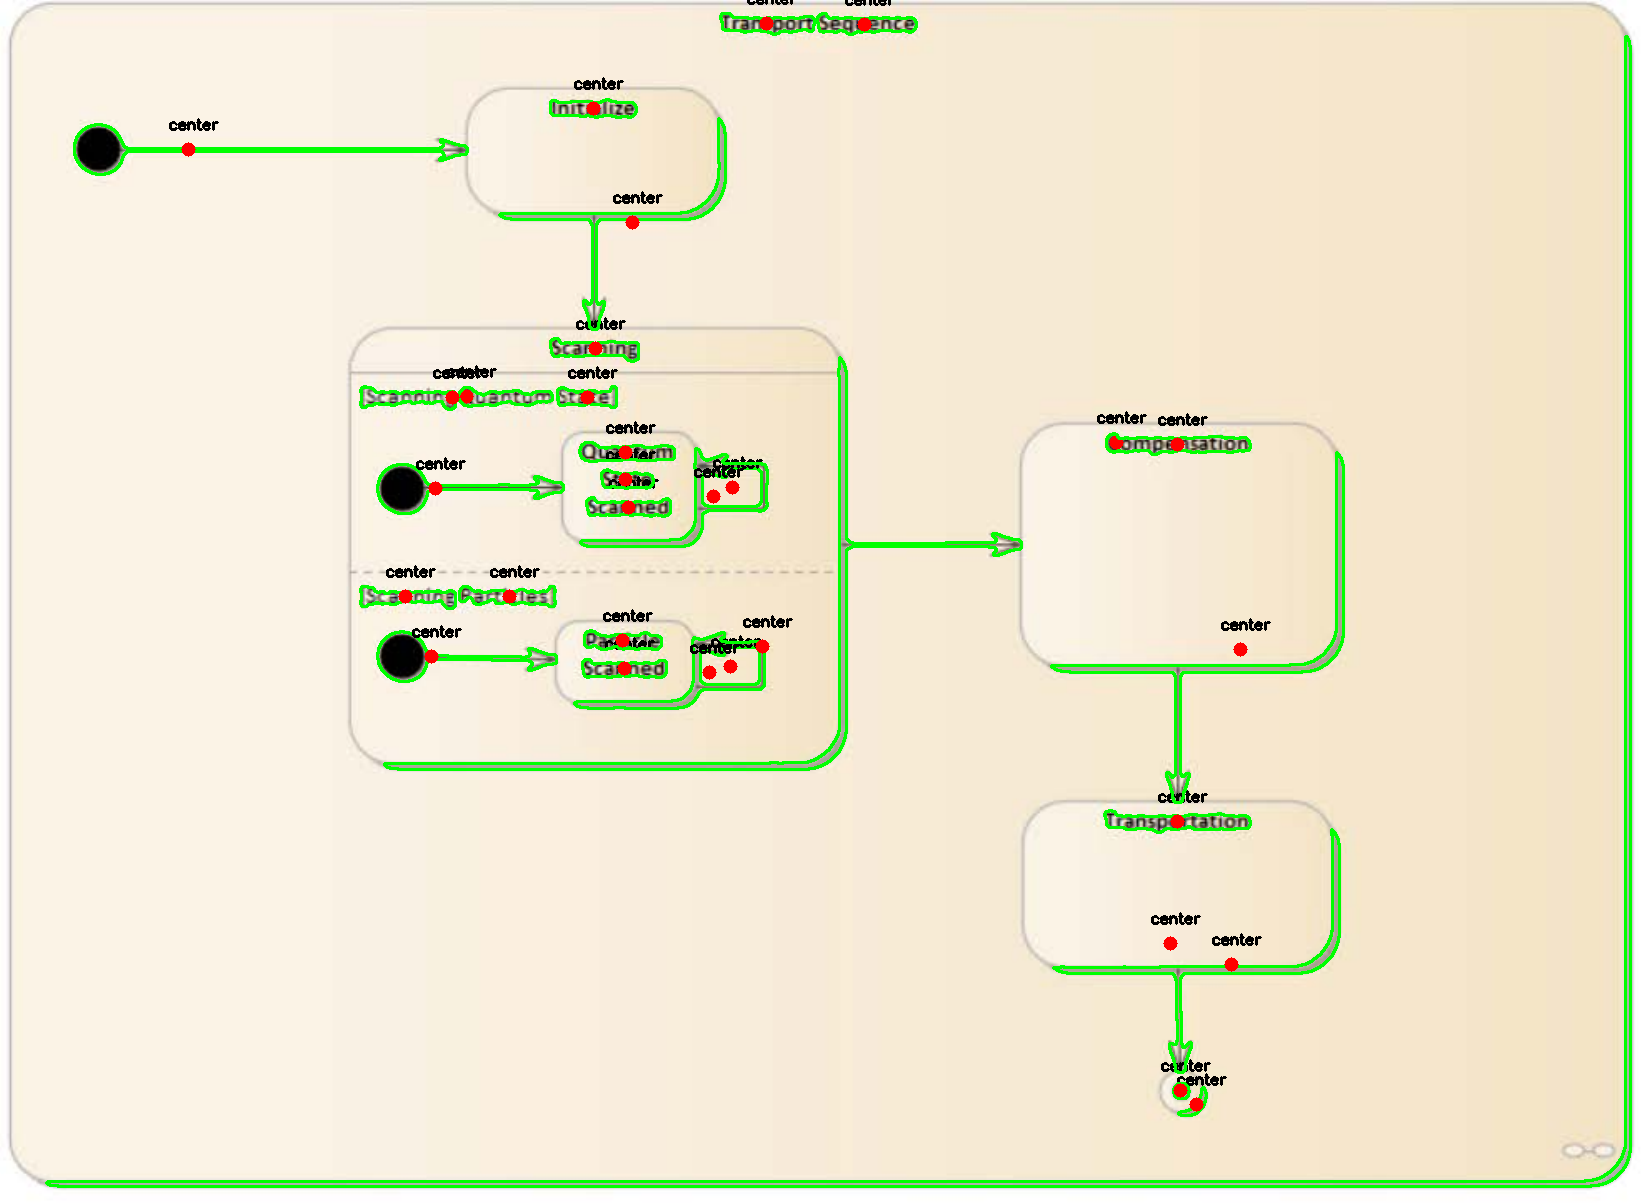 center center
Transport Sequence
center
Initialize
center
center
center
Scanning
center center center
[Scanning Quantum State]
center
Quantum
center center center
State
center
Scanned
center center
Compensation
center center
[Scanning Particles]
center
center center
Particle
center center center
Scanned
center
center
Transportation
center
center
center
center